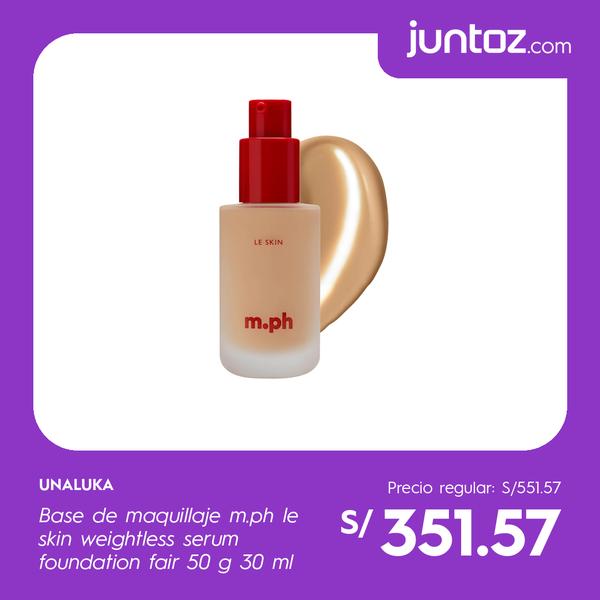 juntoz.com
LE SKIN
m.ph
UNALUKA
Base de maquillaje m.ph le
skin weightless serum
foundation fair 50 g 30 ml
Precio regular: S/551.57
S/ 351.57